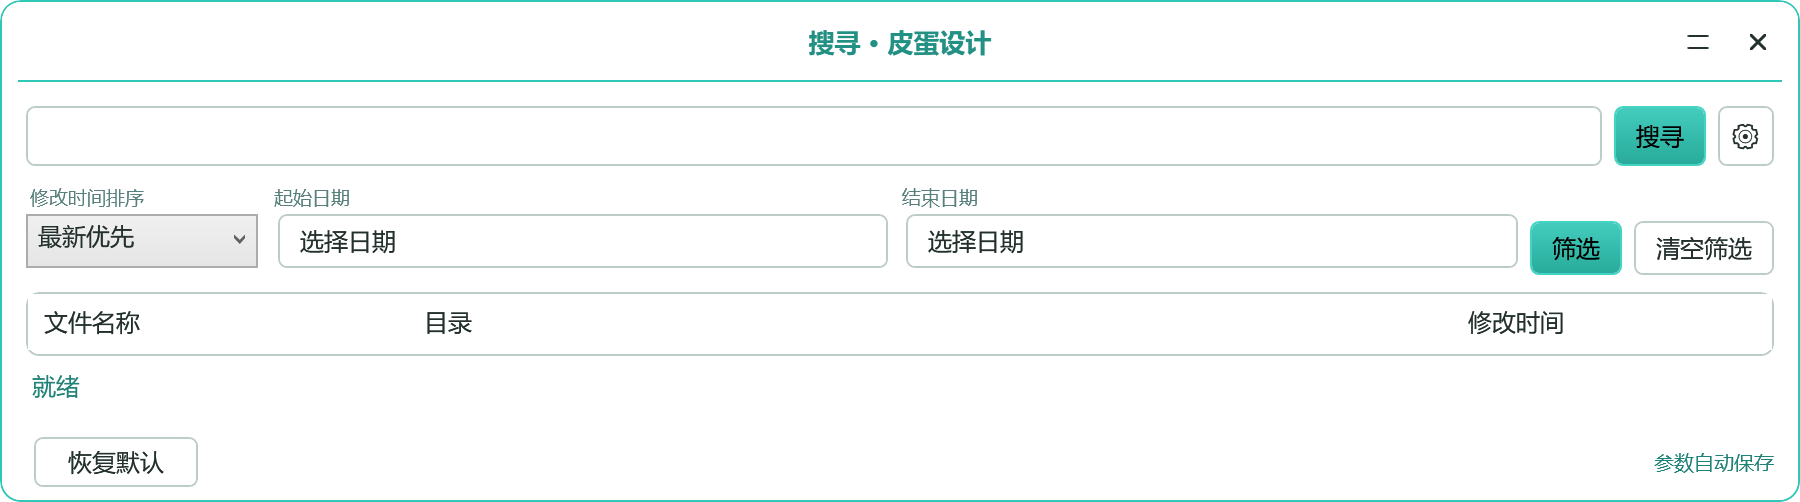 搜寻・皮蛋设计
搜寻
修改时间排序 起始日期 结束日期
最新优先 选择日期 选择日期 筛选 清空筛选
文件名称 目录 修改时间
就绪
恢复默认 参数自动保存